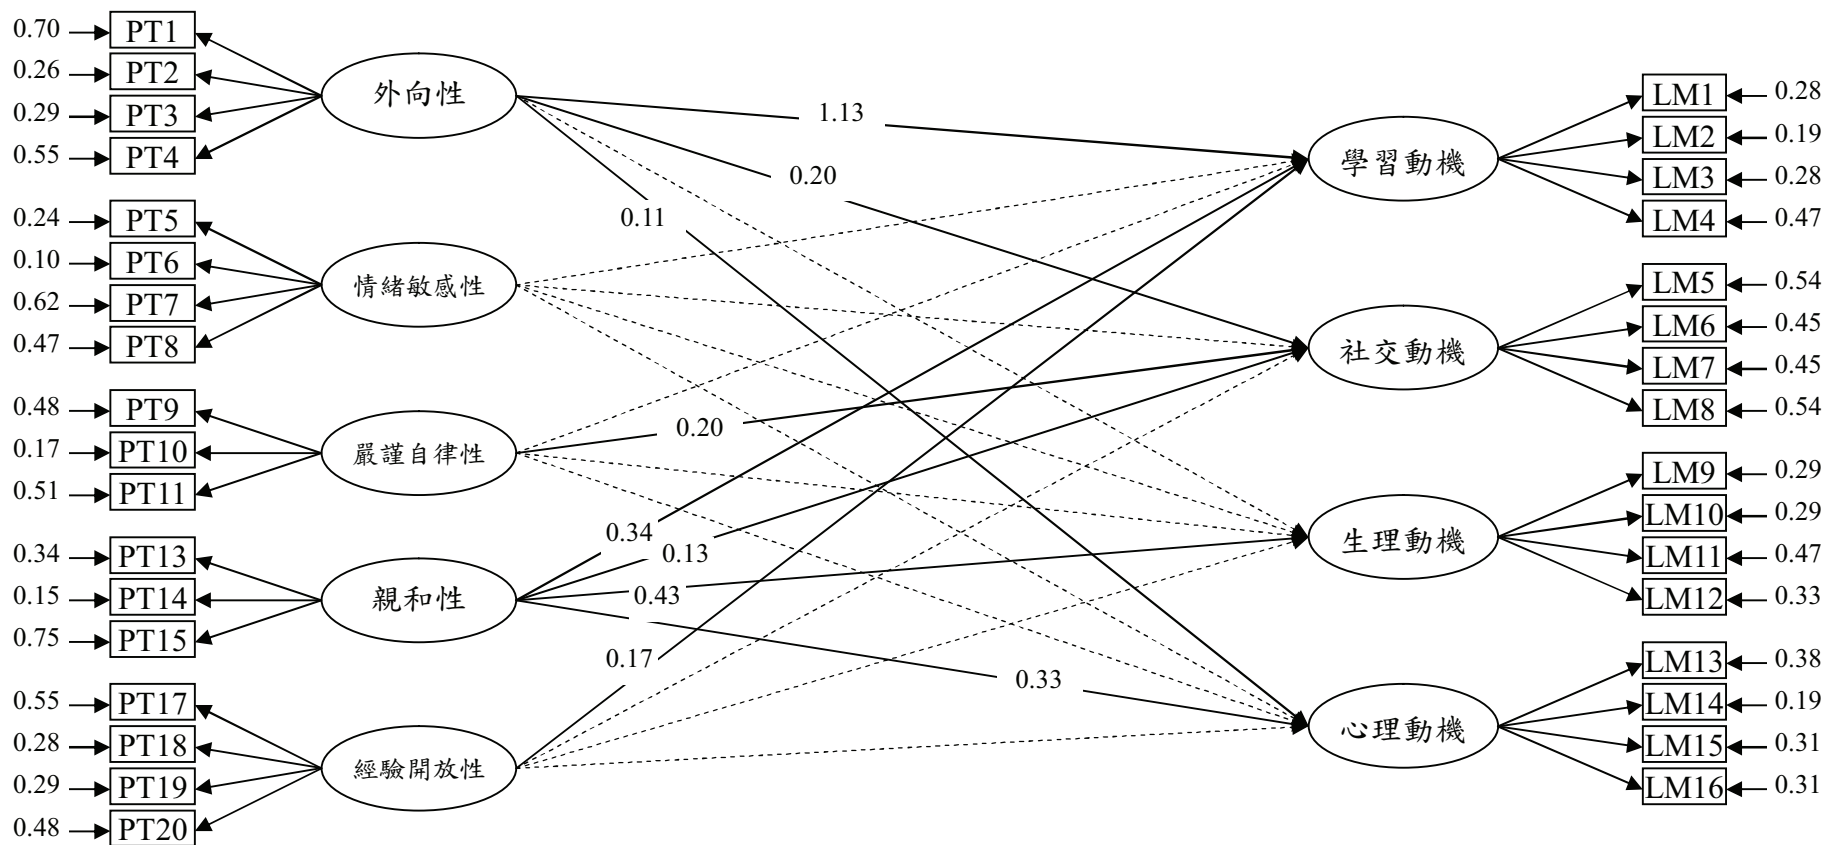 0.70 PT1
0.26 PT2
0.29 PT3
0.55 PT4
外向性
0.24 PT5
0.10 PT6
0.62 PT7
0.47 PT8
情緒敏感性
0.48 PT9
0.17 PT10
0.51 PT11
嚴謹自律性
0.34 PT13
0.15 PT14
0.75 PT15
親和性
0.55 PT17
0.28 PT18
0.29 PT19
0.48 PT20
經驗開放性
1.13
0.20
0.11
0.20
0.34
0.13
0.43
0.17
0.33
學習動機
LM1 0.28
LM2 0.19
LM3 0.28
LM4 0.47
社交動機
LM5 0.54
LM6 0.45
LM7 0.45
LM8 0.54
生理動機
LM9 0.29
LM10 0.29
LM11 0.47
LM12 0.33
心理動機
LM13 0.38
LM14 0.19
LM15 0.31
LM16 0.31